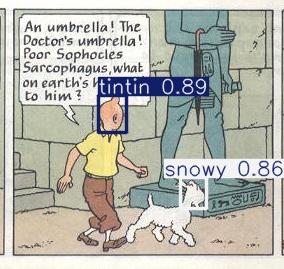 An umbrella! The
Doctor's umbrella!
Poor Sophocles
Sarcophagus, what
on earth's
to him?
tintin 0.89
snowy 0.86